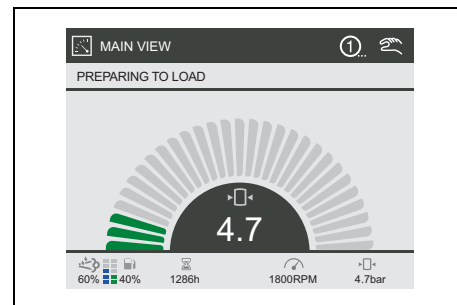 MAIN VIEW
1...
PREPARING TO LOAD
4.7
60% 40% 1286h 1800RPM 4.7bar